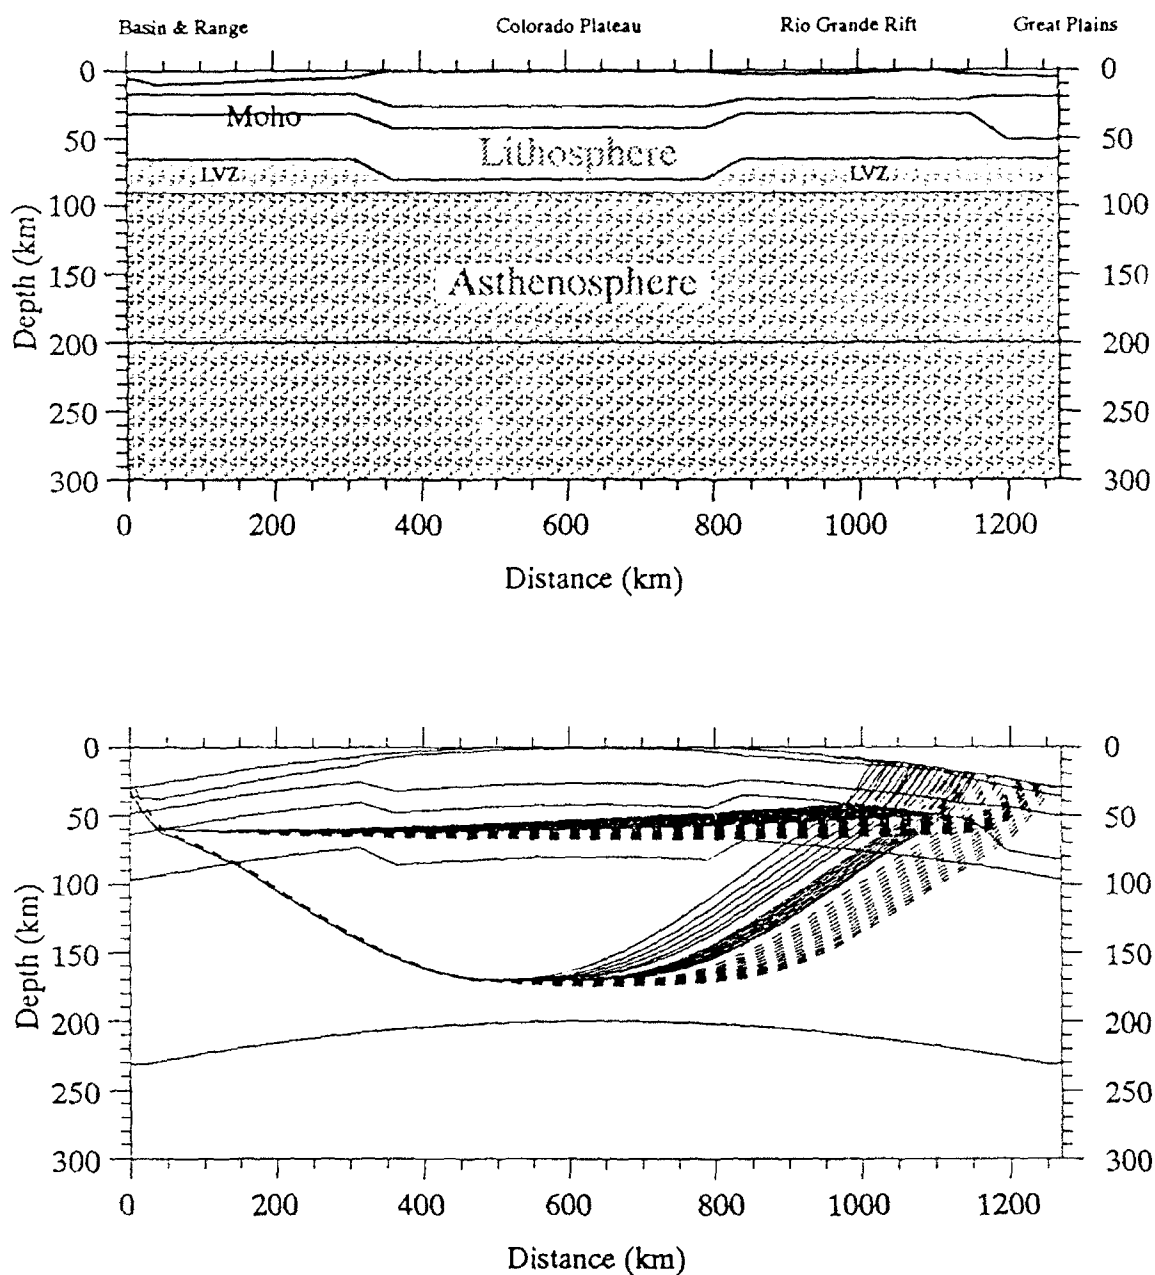 Basin & Range Colorado Plateau Rio Grande Rift Great Plains
0 0
Moho
50 Lithosphere 50
LVZ LVZ
100 100
Depth (km)
150 Asthenosphere 150
200 200
250 250
300 300
0 200 400 600 800 1000 1200
Distance (km)
0 0
50 50
100 100
Depth (km)
150 150
200 200
250 250
300 300
0 200 400 600 800 1000 1200
Distance (km)